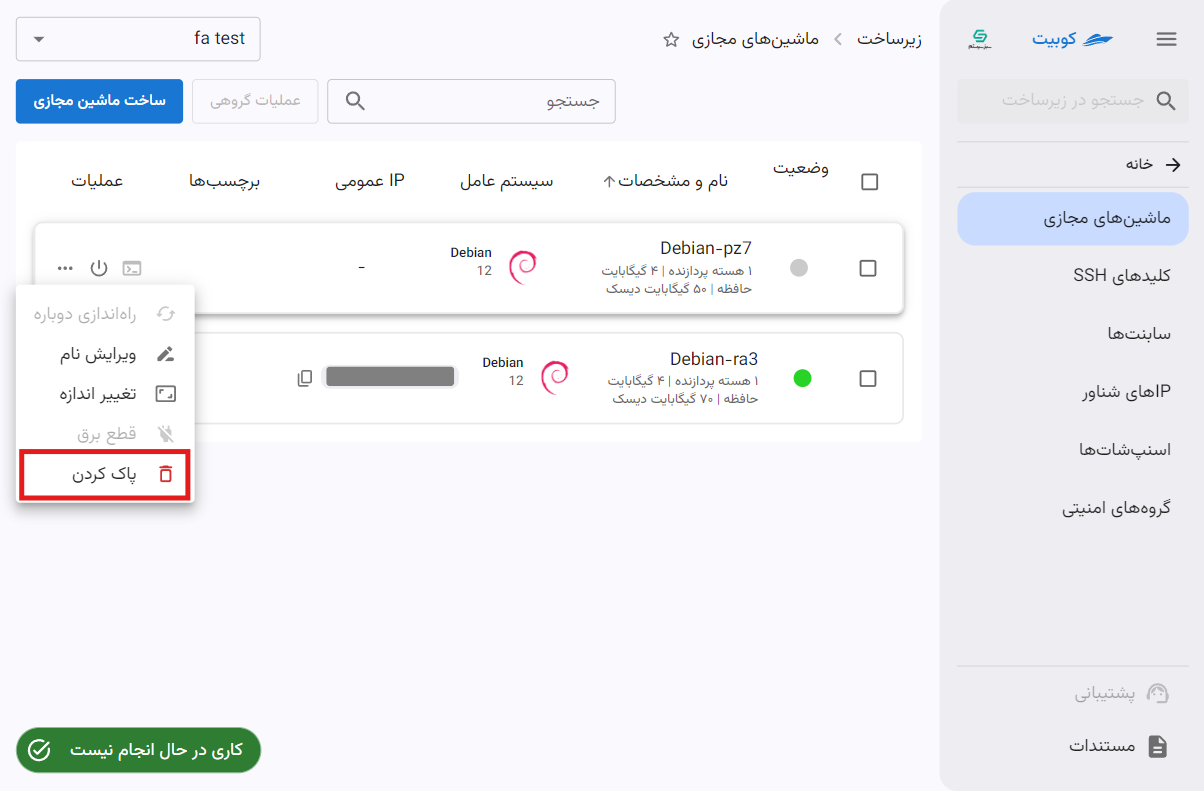 کوبیت
جستجو در زیرساخت
خانه
ماشین‌های مجازی
کلیدهای SSH
سابنت‌ها
IPهای شناور
اسنپ‌شات‌ها
گروه‌های امنیتی
پشتیبانی
مستندات
زیرساخت
ماشین‌های مجازی
fa test
جستجو
عملیات گروهی
ساخت ماشین مجازی
وضعیت
نام و مشخصات
سیستم عامل
IP عمومی
برچسب‌ها
عملیات
Debian-pz7
۱ هسته پردازنده | ۴ گیگابایت
حافظه | ۵۰ گیگابایت دیسک
Debian
12
-
Debian-ra3
۱ هسته پردازنده | ۴ گیگابایت
حافظه | ۷۰ گیگابایت دیسک
Debian
12
راه‌اندازی دوباره
ویرایش نام
تغییر اندازه
قطع برق
پاک کردن
کاری در حال انجام نیست